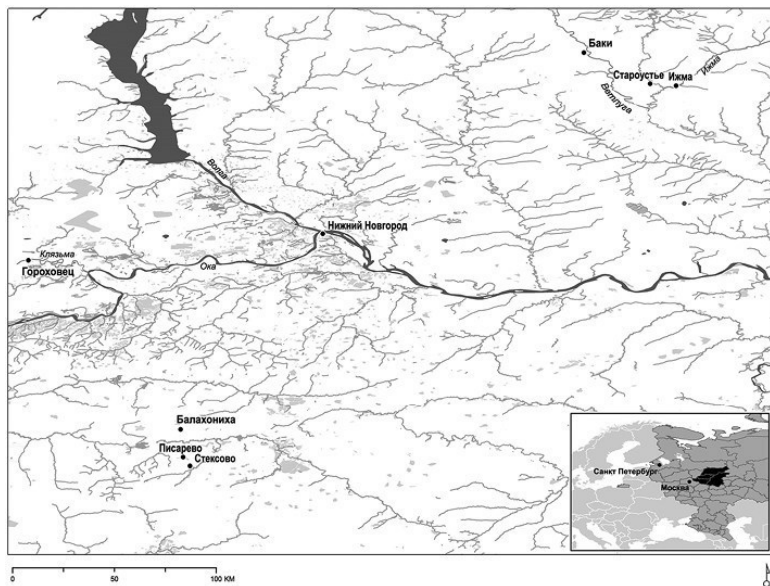 Баки
Староустье
Ижма
Ижма
Ветлуга
Волга
Нижний Новгород
Клязьма
Гороховец
Ока
Балахониха
Писарево
Стексово
Санкт Петербург
Москва
0 50 100 КМ